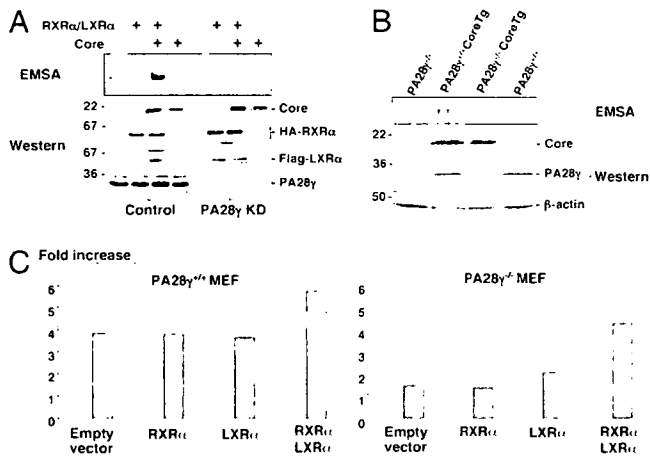 A
RXRα/LXRα + + + +
Core + + + +
EMSA
22
67
67
36
Western
Core
HA-RXRα
Flag-LXRα
PA28γ
Control PA28γ KD
B
PA28γ-/- PA28γ+/+CoreTg PA28γ-/-CoreTg PA28γ+/+
EMSA
22
36
50
Core
PA28γ
β-actin
Western
C
Fold increase
PA28γ+/+ MEF
6
5
4
3
2
1
0
Empty vector RXRα LXRα RXRα LXRα
PA28γ-/- MEF
6
5
4
3
2
1
0
Empty vector RXRα LXRα RXRα LXRα